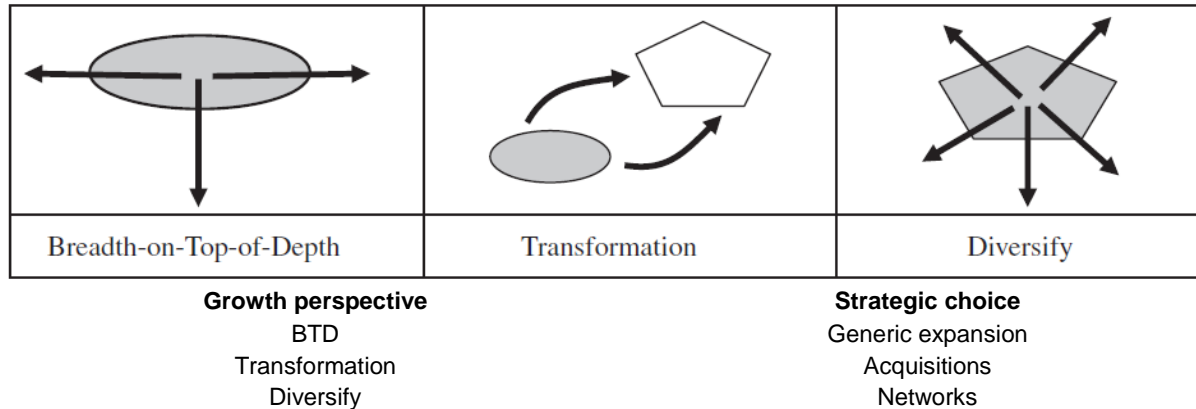 Breadth-on-Top-of-Depth Transformation Diversify
Growth perspective Strategic choice
BTD Generic expansion
Transformation Acquisitions
Diversify Networks